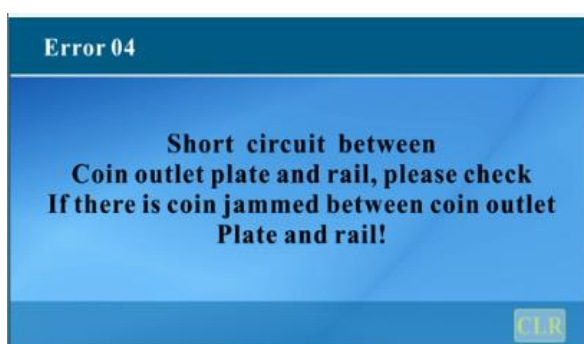 Error 04
Short circuit between
Coin outlet plate and rail, please check
If there is coin jammed between coin outlet
Plate and rail!
CLR